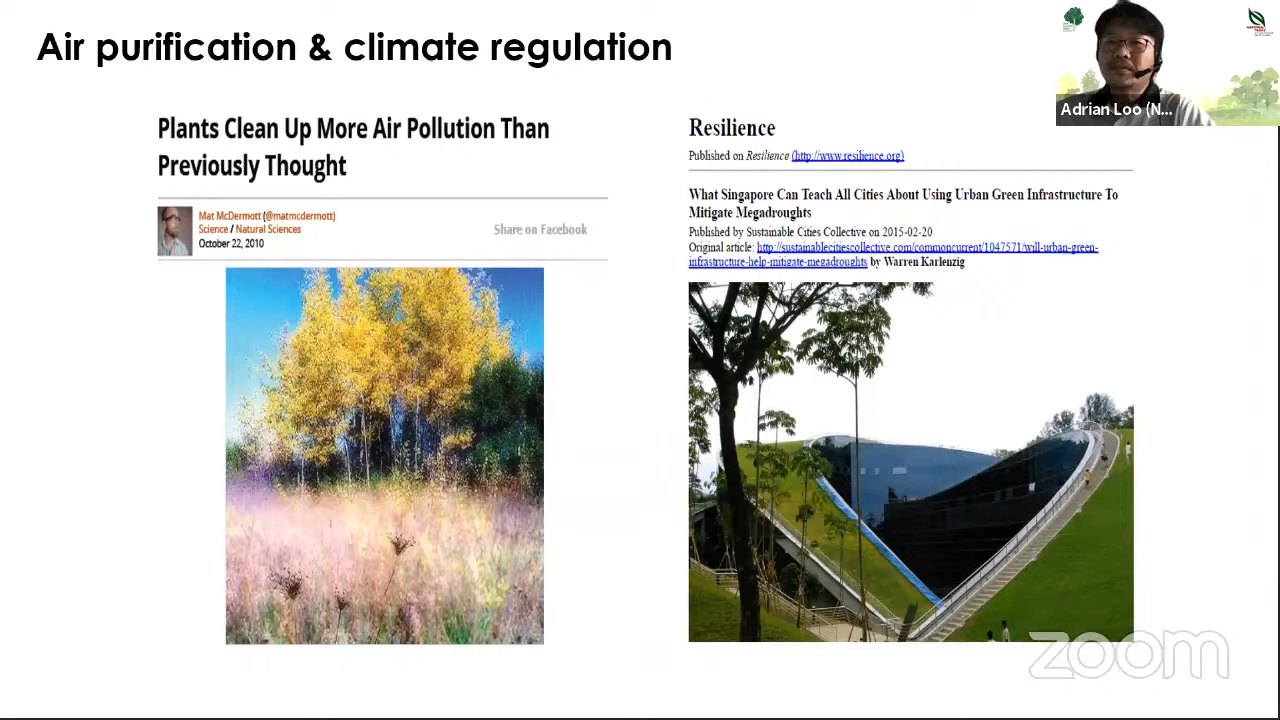 Air purification & climate regulation
Adrian Loo (N...
Plants Clean Up More Air Pollution Than
Previously Thought
Mat McDermott (@matmcdermott)
Science / Natural Sciences
October 22, 2010
Share on Facebook
Resilience
Published on Resilience (http://www.resilience.org)
What Singapore Can Teach All Cities About Using Urban Green Infrastructure To
Mitigate Megadroughts
Published by Sustainable Cities Collective on 2015-02-20
Original article: http://sustainablecitiescollective.com/commoncurrent/1047571/will-urban-green-
infrastructure-help-mitigate-megadroughts by Warren Karlenzig
zoom